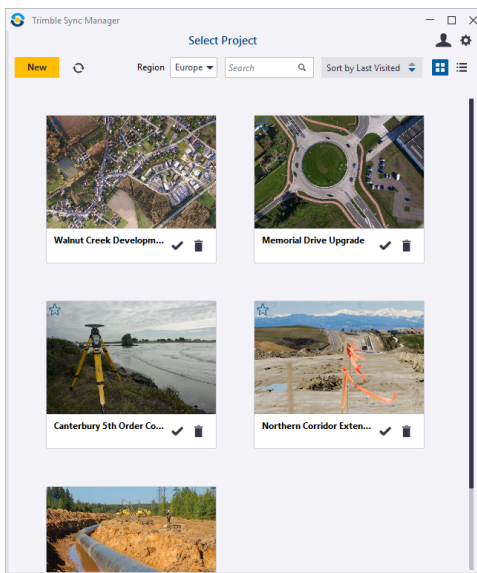 Trimble Sync Manager
Select Project
New
Region
Europe
Search
Sort by Last Visited
Walnut Creek Developm...
Memorial Drive Upgrade
Canterbury 5th Order Co...
Northern Corridor Exten...